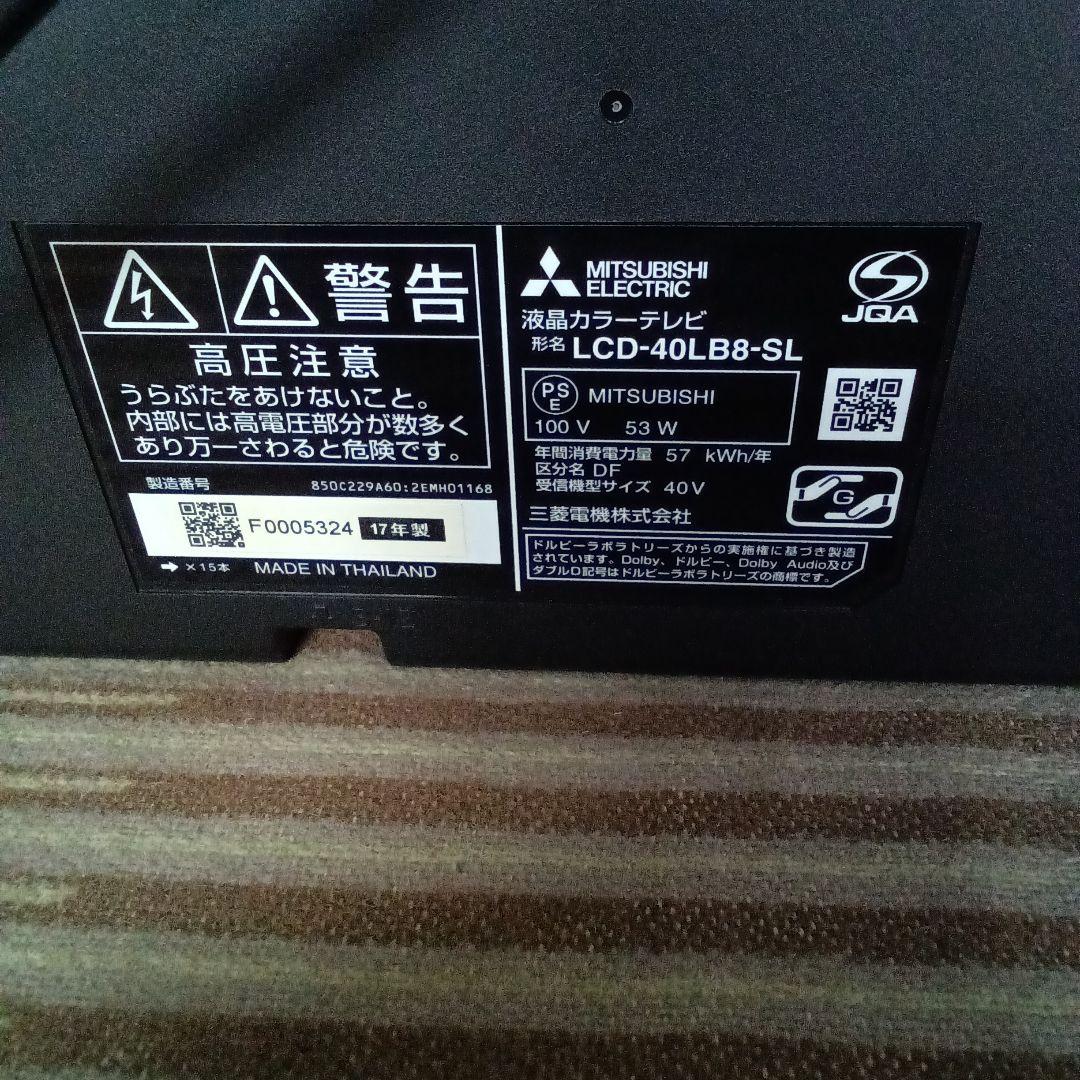 警告
高圧注意
うらぶたをあけないこと。
内部には高電圧部分が数多く
あり万一さわると危険です。
製造番号 850C229A60:2EMH01168
F0005324 17年製
➡ ×15本 MADE IN THAILAND
MITSUBISHI
ELECTRIC
JQA
液晶カラーテレビ
形名 LCD-40LB8-SL
PS
E
MITSUBISHI
100 V 53 W
年間消費電力量 57 kWh/年
区分名 DF
受信機型サイズ 40V
G
三菱電機株式会社
ドルビーラボラトリーズからの実施権に基づき製造
されています。Dolby、ドルビー、Dolby Audio及び
ダブルD記号はドルビーラボラトリーズの商標です。